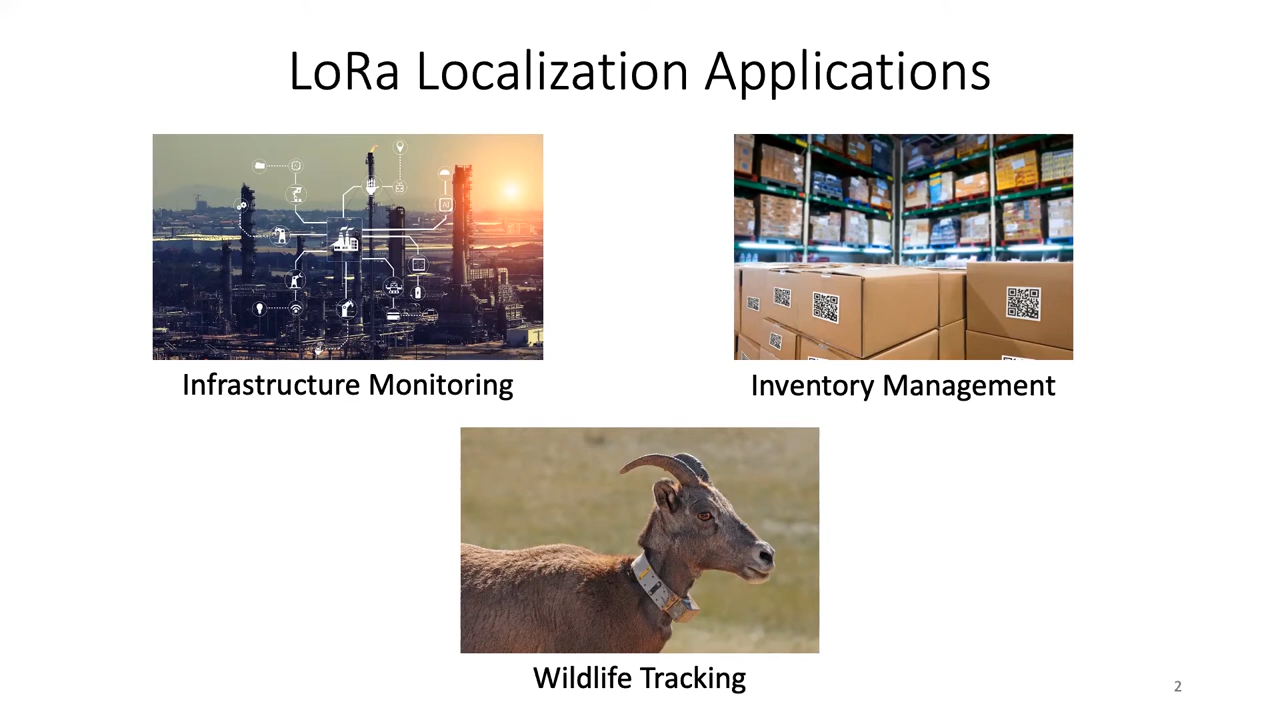 LoRa Localization Applications
Infrastructure Monitoring
Inventory Management
Wildlife Tracking
2